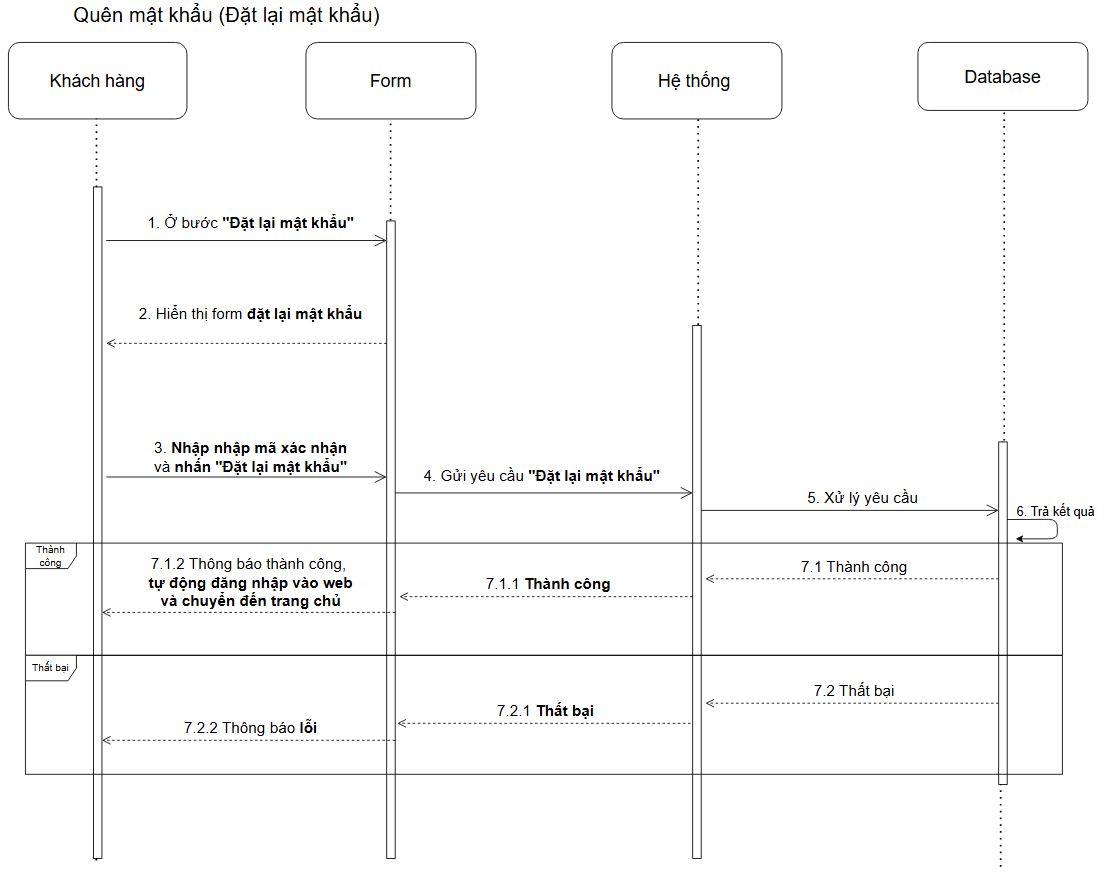 Quên mật khẩu (Đặt lại mật khẩu)
Khách hàng
Form
Hệ thống
Database
1. Ở bước "Đặt lại mật khẩu"
2. Hiển thị form đặt lại mật khẩu
3. Nhập nhập mã xác nhận
và nhấn "Đặt lại mật khẩu"
4. Gửi yêu cầu "Đặt lại mật khẩu"
5. Xử lý yêu cầu
6. Trả kết quả
Thành
công
7.1 Thành công
7.1.1 Thành công
7.1.2 Thông báo thành công,
tự động đăng nhập vào web
và chuyển đến trang chủ
Thất bại
7.2 Thất bại
7.2.1 Thất bại
7.2.2 Thông báo lỗi